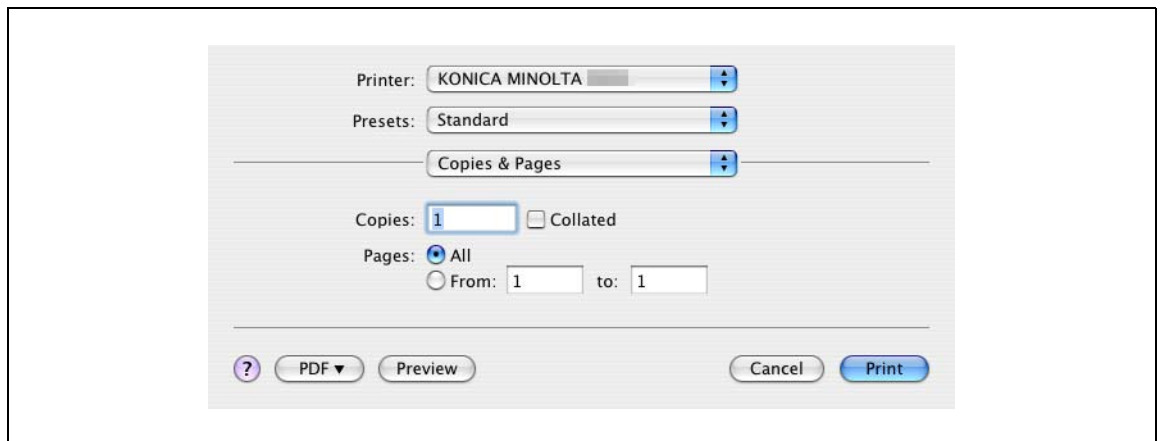 Printer: KONICA MINOLTA
Presets: Standard
Copies & Pages
Copies: 1 Collated
Pages: All
From: 1 to: 1
? PDF ▼ Preview Cancel Print